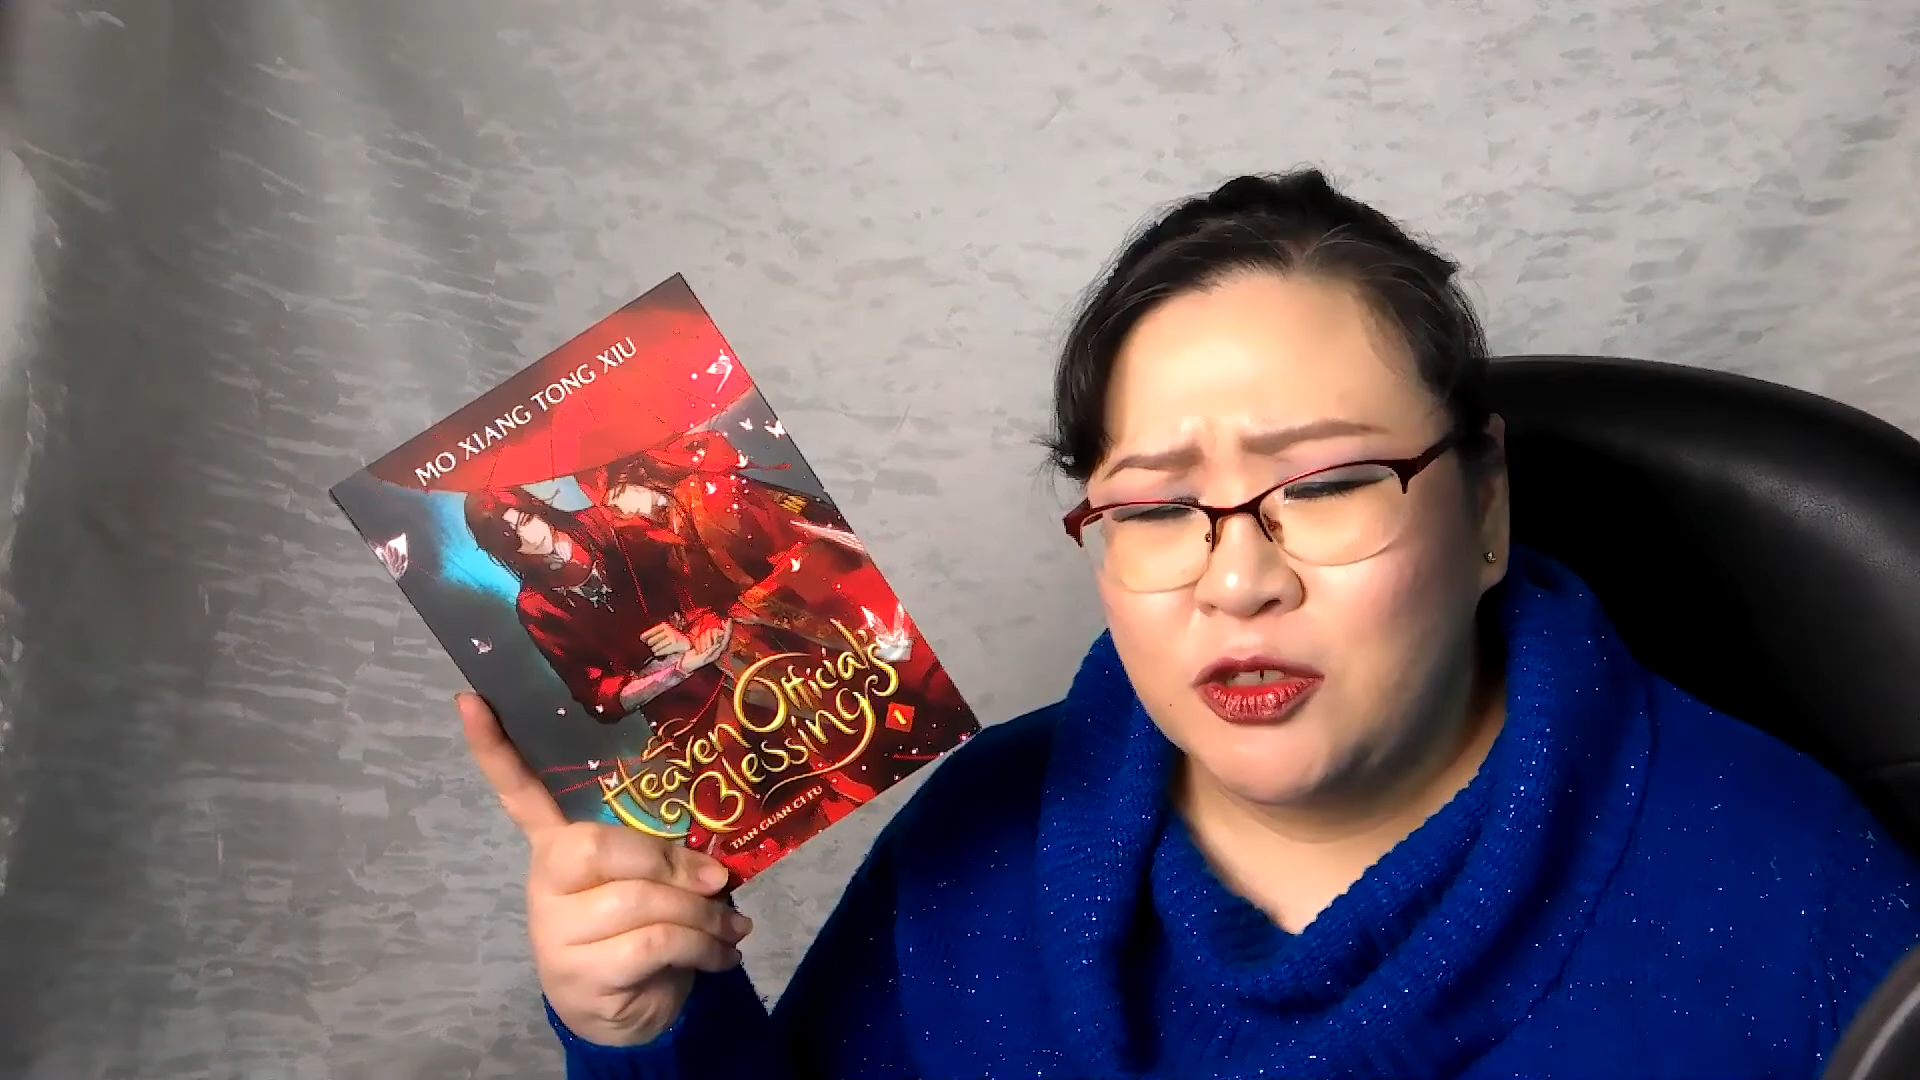 MO XIANG TONG XIU
Heaven Official's
Blessing
1
TIAN GUAN CI FU